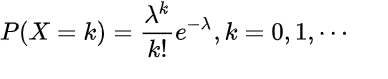 P(X = k) = \frac{\lambda^k}{k!} e^{-\lambda}, k = 0, 1, \cdots